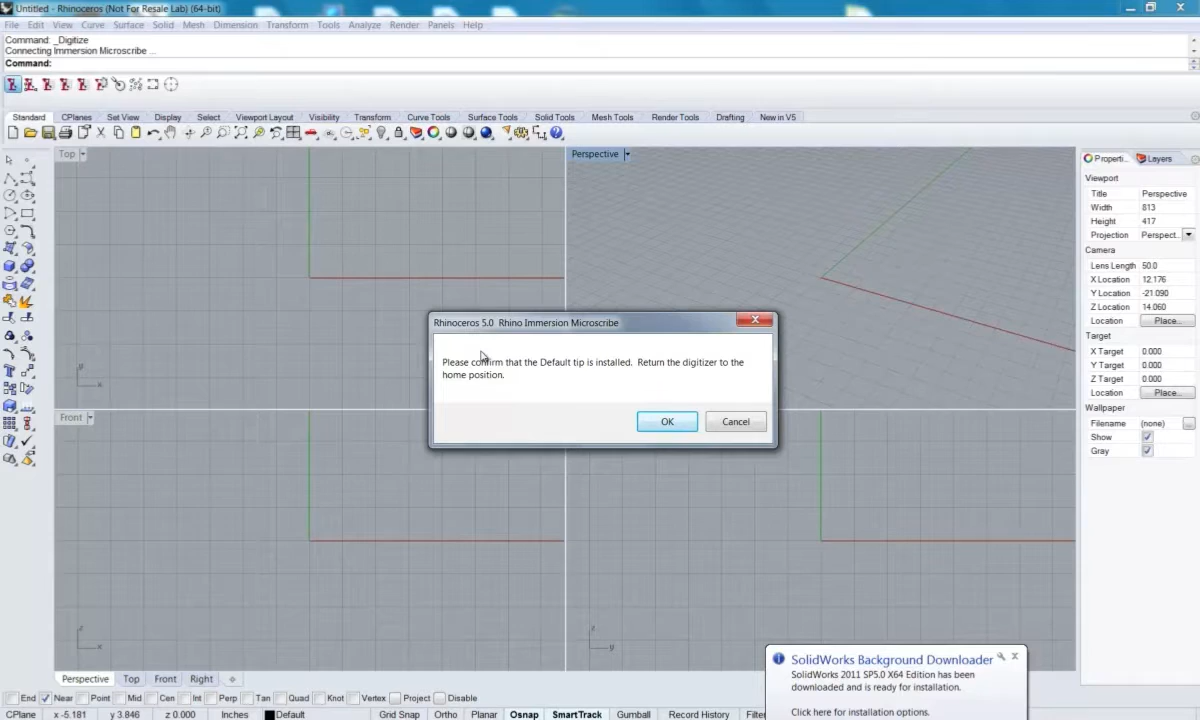 Untitled - Rhinoceros (Not For Resale Lab) (64-bit)
File Edit View Curve Surface Solid Mesh Dimension Transform Tools Analyze Render Panels Help
Command: _Digitize
Connecting Immersion Microscribe ...
Command:
Standard CPlanes Set View Display Select Viewport Layout Visibility Transform Curve Tools Surface Tools Solid Tools Mesh Tools Render Tools Drafting New in V5
Top
Perspective
Properti... Layers
Viewport
Title Perspective
Width 813
Height 417
Projection Perspect...
Camera
Lens Length 50.0
X Location 12.176
Y Location -21.090
Z Location 14.060
Location Place...
Target
X Target 0.000
Y Target 0.000
Z Target 0.000
Location Place...
Wallpaper
Filename (none) ...
Show
Gray
Rhinoceros 5.0 Rhino Immersion Microscribe
Please confirm that the Default tip is installed. Return the digitizer to the
home position.
OK Cancel
y
x
Front
z
x
z
y
SolidWorks Background Downloader
SolidWorks 2011 SP5.0 X64 Edition has been
downloaded and is ready for installation.
Click here for installation options.
Perspective Top Front Right
End Near Point Mid Cen Int Perp Tan Quad Knot Vertex Project Disable
CPlane x -5.181 y 3.846 z 0.000 Inches Default Grid Snap Ortho Planar Osnap SmartTrack Gumball Record History Filter